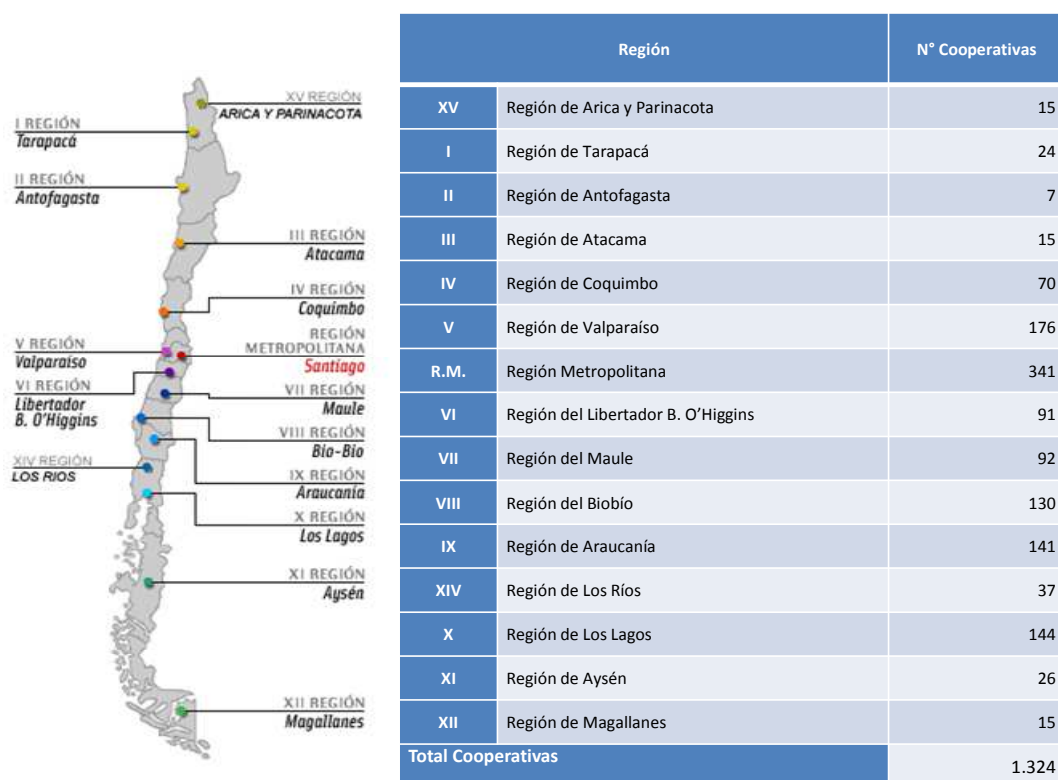 XV REGIÓN
ARICA Y PARINACOTA
I REGIÓN
Tarapacá
II REGIÓN
Antofagasta
III REGIÓN
Atacama
IV REGIÓN
Coquimbo
REGIÓN
METROPOLITANA
Santiago
V REGIÓN
Valparaíso
VI REGIÓN
Libertador
B. O'Higgins
VII REGIÓN
Maule
VIII REGIÓN
Bio-Bio
XIV REGIÓN
LOS RIOS
IX REGIÓN
Araucanía
X REGIÓN
Los Lagos
XI REGIÓN
Aysén
XII REGIÓN
Magallanes
Región N° Cooperativas
XV Región de Arica y Parinacota 15
I Región de Tarapacá 24
II Región de Antofagasta 7
III Región de Atacama 15
IV Región de Coquimbo 70
V Región de Valparaíso 176
R.M. Región Metropolitana 341
VI Región del Libertador B. O'Higgins 91
VII Región del Maule 92
VIII Región del Biobío 130
IX Región de Araucanía 141
XIV Región de Los Ríos 37
X Región de Los Lagos 144
XI Región de Aysén 26
XII Región de Magallanes 15
Total Cooperativas 1.324